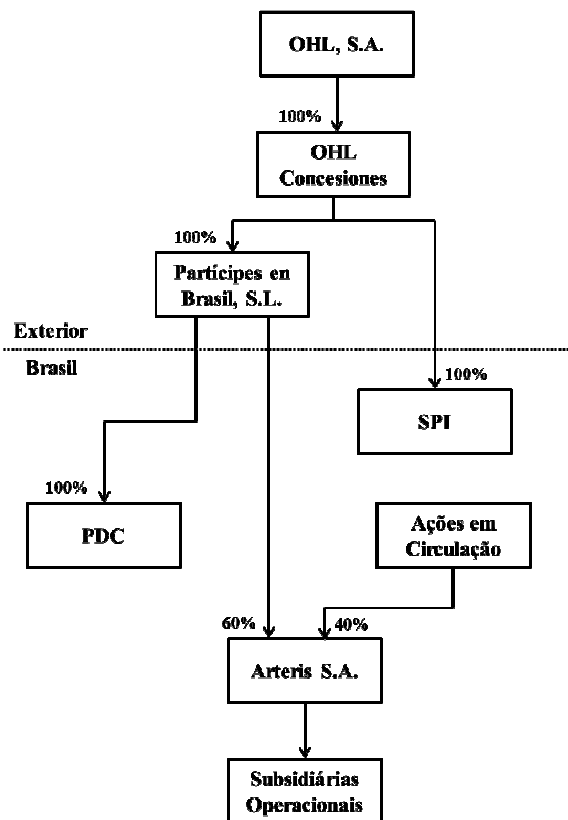 OHL, S.A.
100%
OHL
Concesiones
100%
Partícipes en
Brasil, S.L.
Exterior
Brasil
100%
SPI
100%
PDC
Ações em
Circulação
60%
40%
Arteris S.A.
Subsidiárias
Operacionais